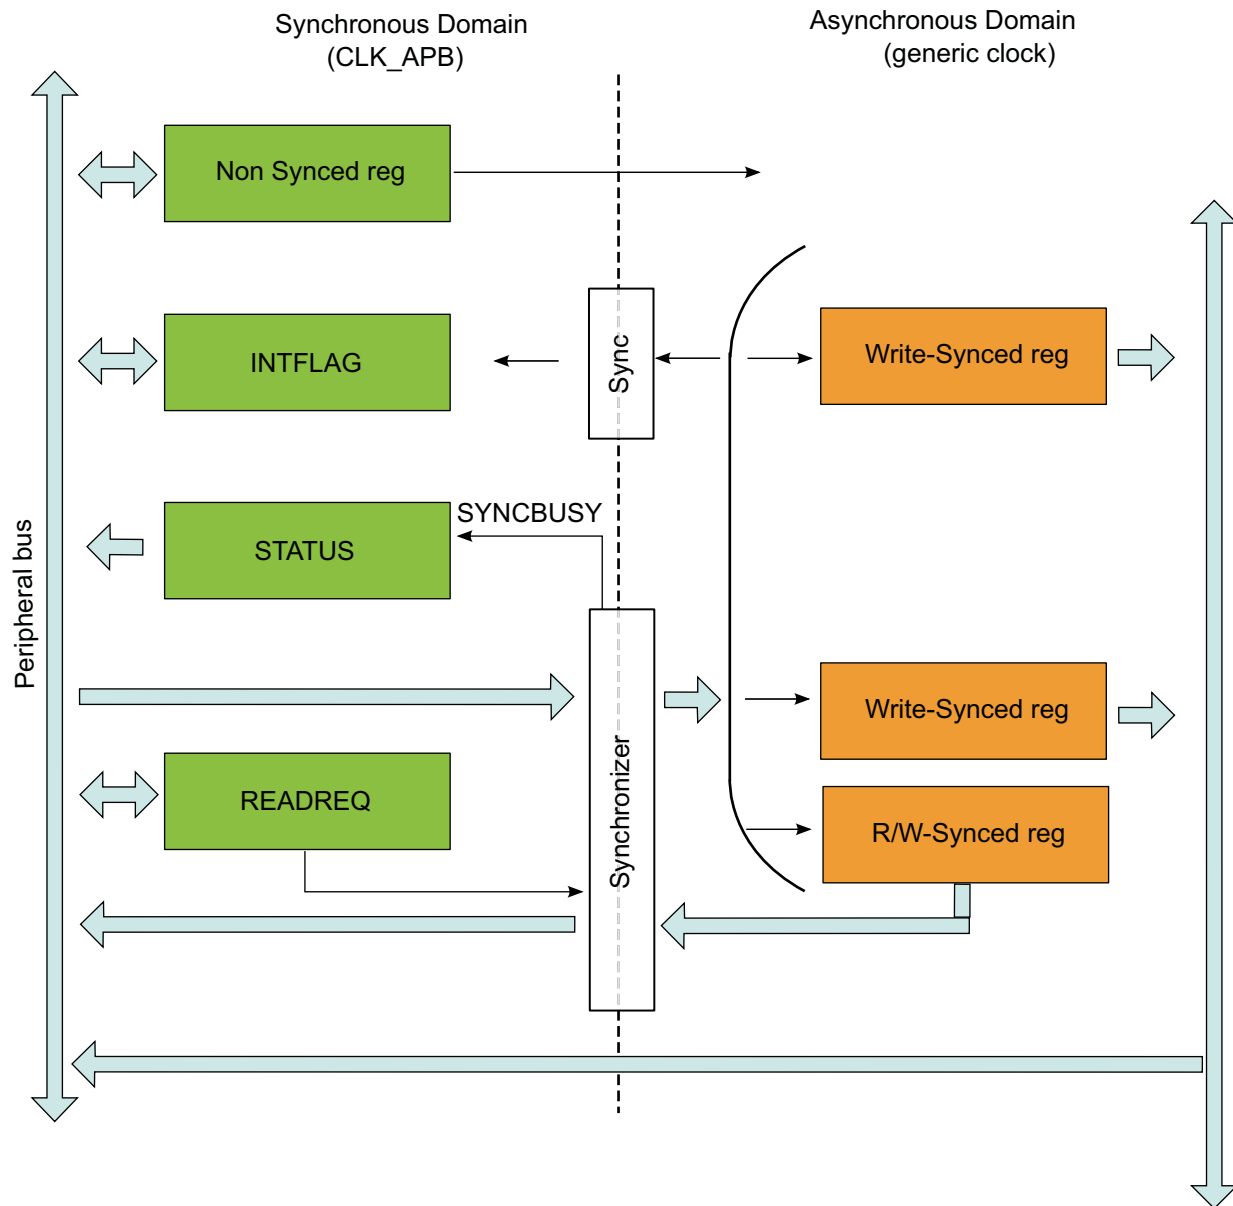 Synchronous Domain
(CLK_APB)
Asynchronous Domain
(generic clock)
Non Synced reg
INTFLAG
Sync
Write-Synced reg
SYNCBUSY
STATUS
Peripheral bus
Write-Synced reg
Synchronizer
READREQ
R/W-Synced reg